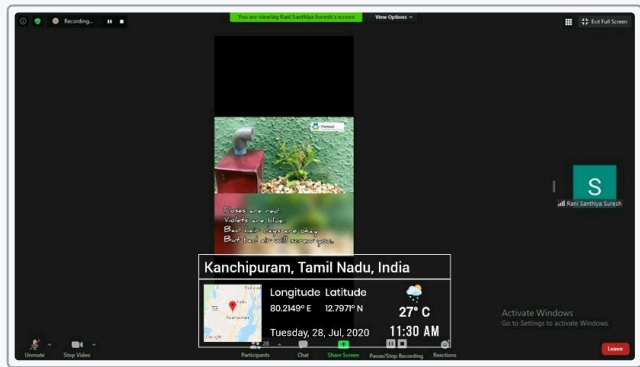 Recording...
You are viewing Rani Santhiya Suresh's screen
View Options
Exit Full Screen
Roses are red.
Violets are blue.
Bad hair days are okay.
But bad air will screw you.
S
Rani Santhiya Suresh
Kanchipuram, Tamil Nadu, India
Longitude Latitude
80.2149° E 12.7971° N
27° C
Tuesday, 28, Jul, 2020
11:30 AM
Google
Activate Windows
Go to Settings to activate Windows.
Unmute
Stop Video
Participants
28
Chat
Share Screen
Pause/Stop Recording
Reactions
Leave